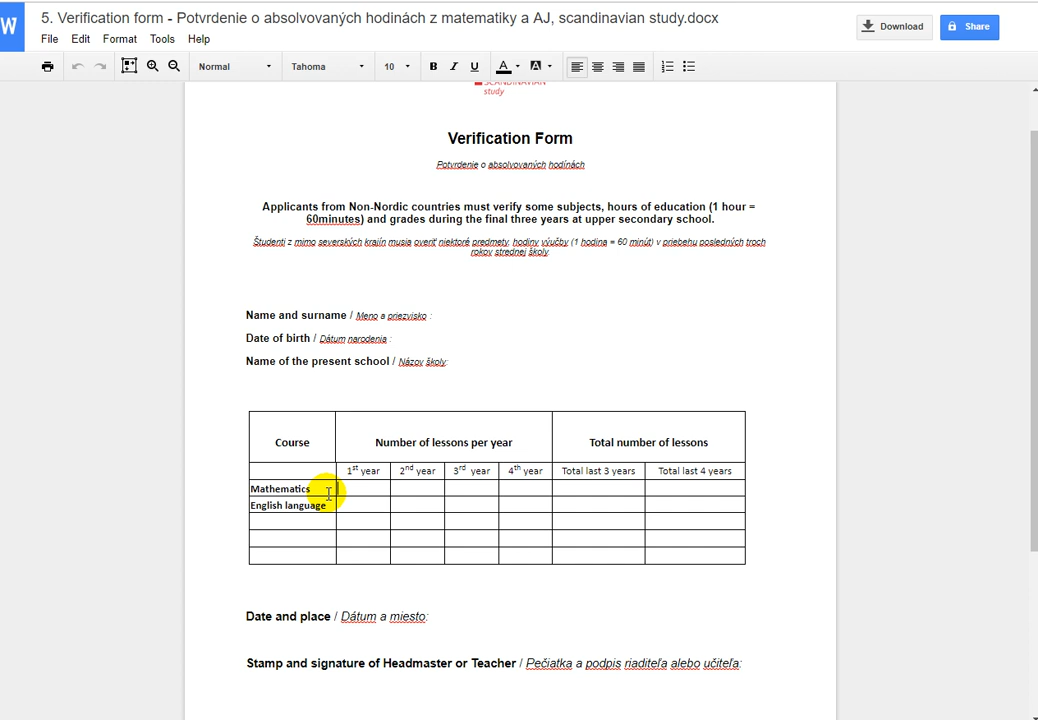 W
5. Verification form - Potvrdenie o absolvovaných hodinách z matematiky a AJ, scandinavian study.docx
File Edit Format Tools Help
Download
Share
Normal Tahoma 10 B I U A A
SCANDINAVIAN
study
Verification Form
Potvrdenie o absolvovaných hodinách
Applicants from Non-Nordic countries must verify some subjects, hours of education (1 hour =
60minutes) and grades during the final three years at upper secondary school.
Študenti z mimo severských krajín musia overiť niektoré predmety, hodiny výučby (1 hodina = 60 minút) v priebehu posledných troch
rokov strednej školy.
Name and surname / Meno a priezvisko :
Date of birth / Dátum narodenia :
Name of the present school / Názov školy:
Course Number of lessons per year Total number of lessons
1st year 2nd year 3rd year 4th year Total last 3 years Total last 4 years
Mathematics
English language
Date and place / Dátum a miesto:
Stamp and signature of Headmaster or Teacher / Pečiatka a podpis riaditeľa alebo učiteľa: